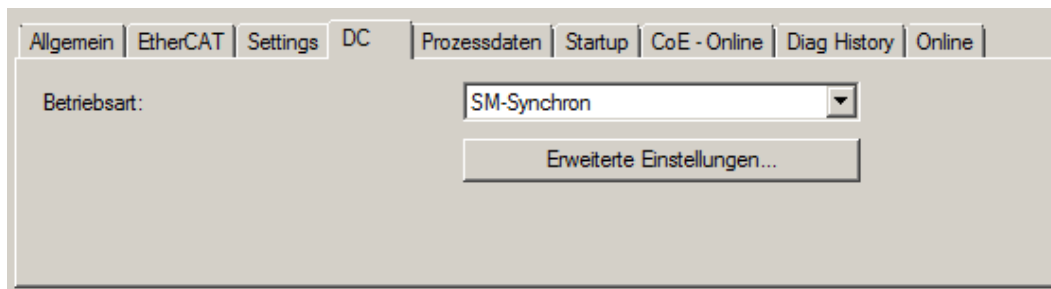 Allgemein EtherCAT Settings DC Prozessdaten Startup CoE - Online Diag History Online
Betriebsart: SM-Synchron
Erweiterte Einstellungen...